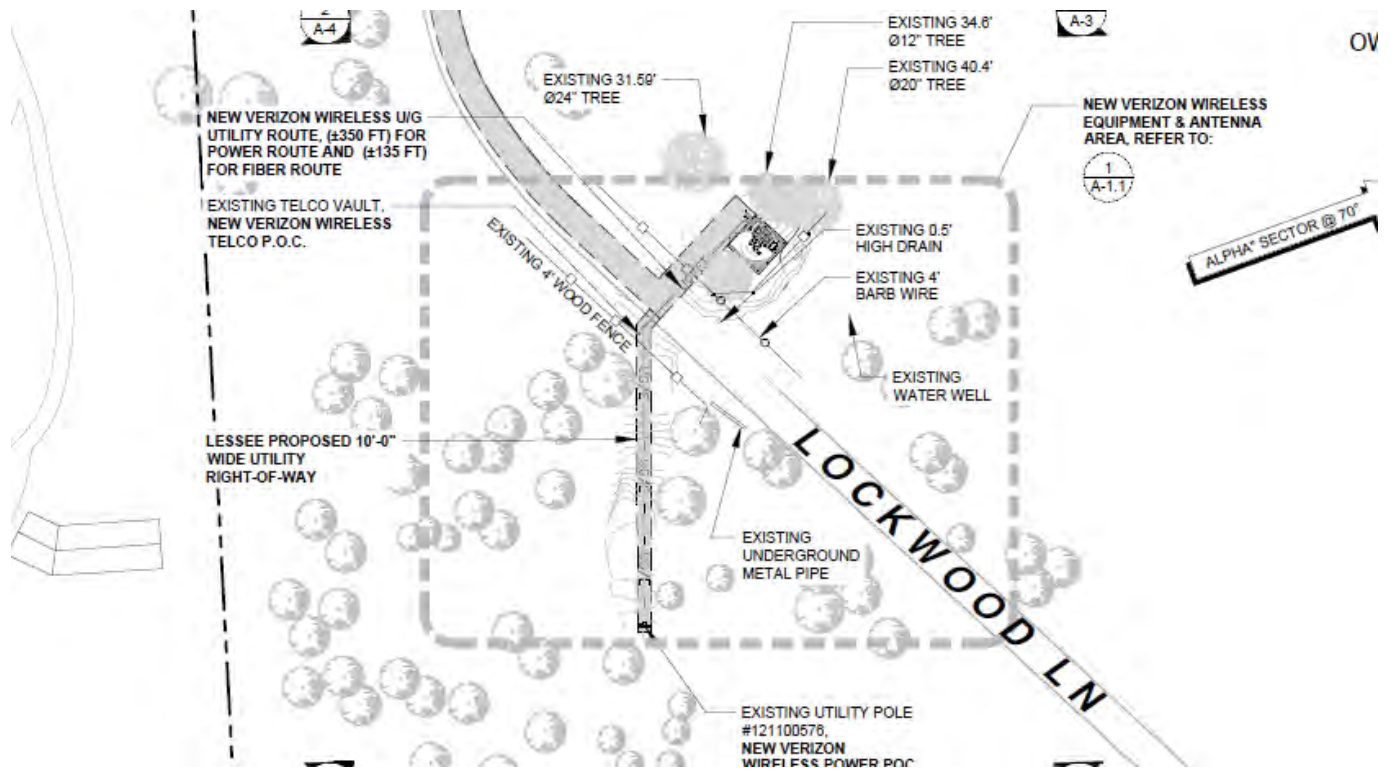 2
A-4
EXISTING 34.6'
Ø12" TREE
A-3
OW
EXISTING 31.59'
Ø24" TREE
EXISTING 40.4'
Ø20" TREE
NEW VERIZON WIRELESS
EQUIPMENT & ANTENNA
AREA, REFER TO:
1
A-1.1
NEW VERIZON WIRELESS U/G
UTILITY ROUTE, (±350 FT) FOR
POWER ROUTE AND (±135 FT)
FOR FIBER ROUTE
EXISTING TELCO VAULT,
NEW VERIZON WIRELESS
TELCO P.O.C.
EXISTING 4' WOOD FENCE
EXISTING 0.5'
HIGH DRAIN
EXISTING 4'
BARB WIRE
ALPHA" SECTOR @ 70°
EXISTING
WATER WELL
LESSEE PROPOSED 10'-0"
WIDE UTILITY
RIGHT-OF-WAY
LOCKWOOD LN
EXISTING
UNDERGROUND
METAL PIPE
EXISTING UTILITY POLE
#121100576,
NEW VERIZON
WIRELESS POWER POC